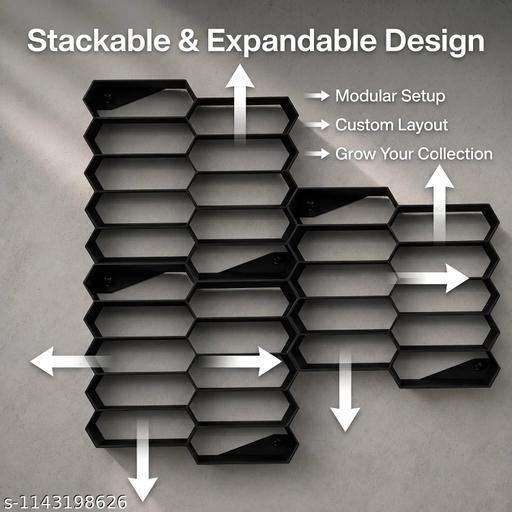 Stackable & Expandable Design
Modular Setup
Custom Layout
Grow Your Collection
s-1143198626